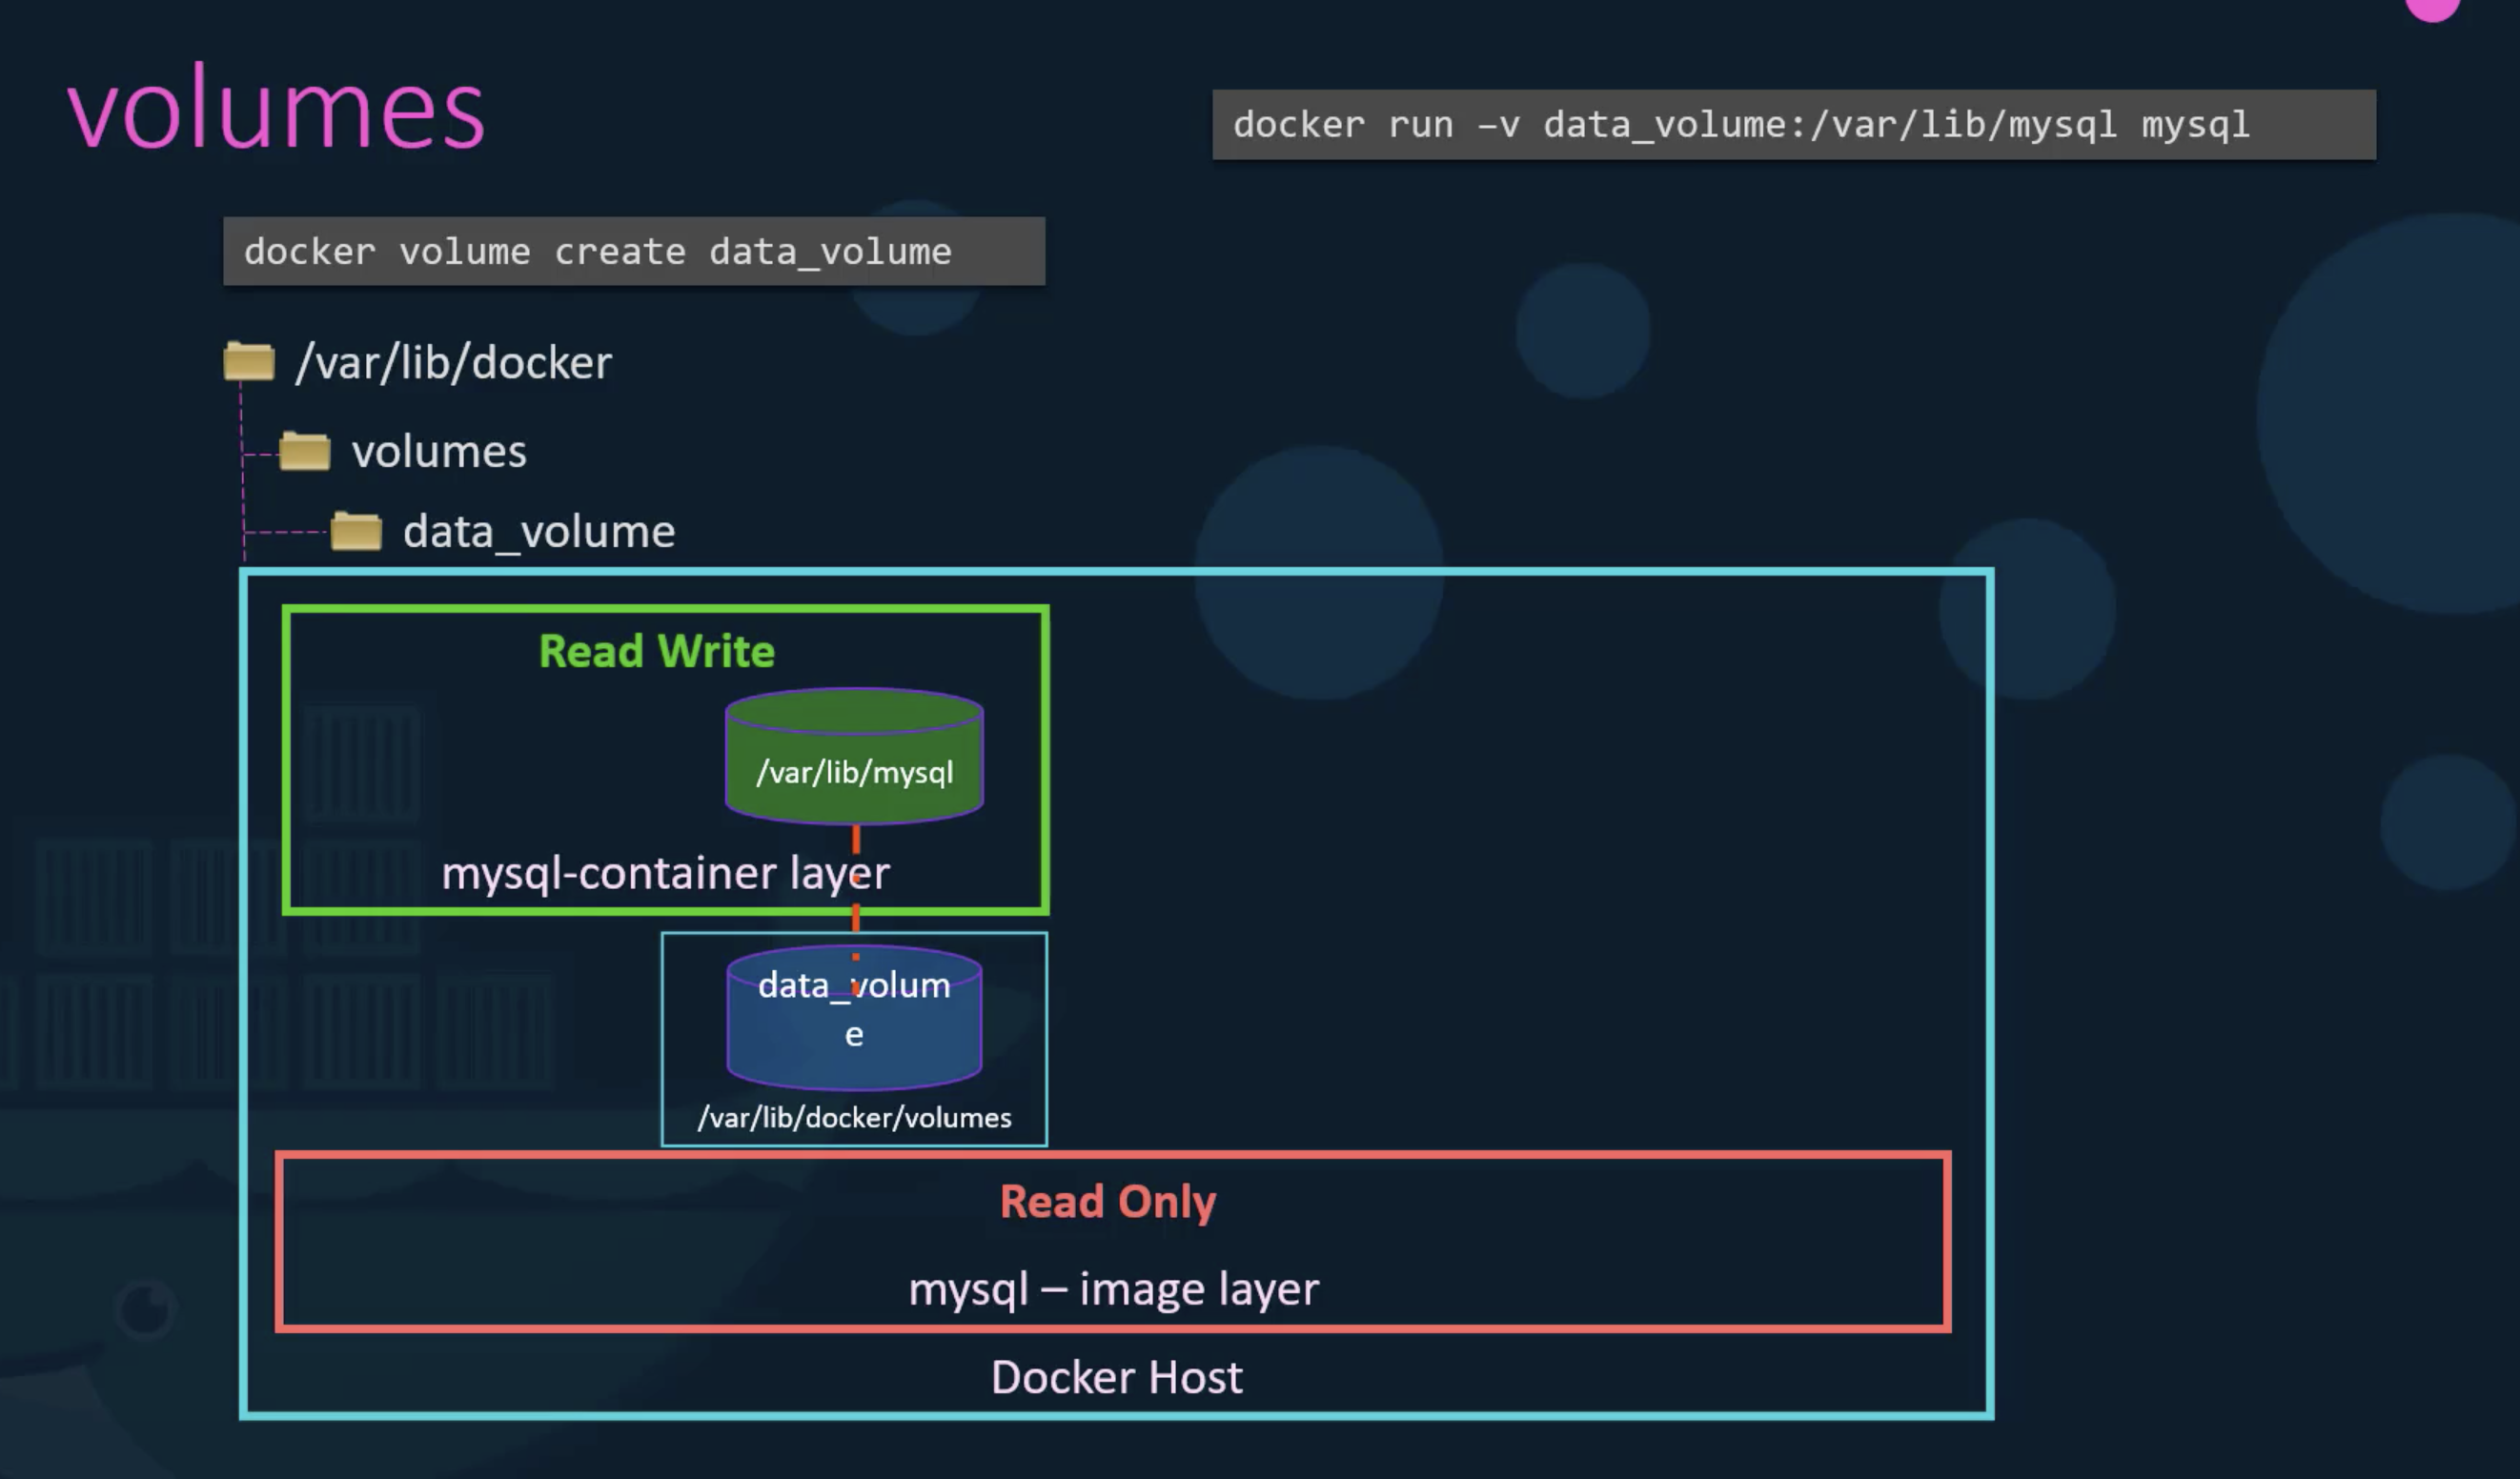 volumes
docker run –v data_volume:/var/lib/mysql mysql
docker volume create data_volume
/var/lib/docker
volumes
data_volume
Read Write
/var/lib/mysql
mysql-container layer
data_volum
e
/var/lib/docker/volumes
Read Only
mysql – image layer
Docker Host